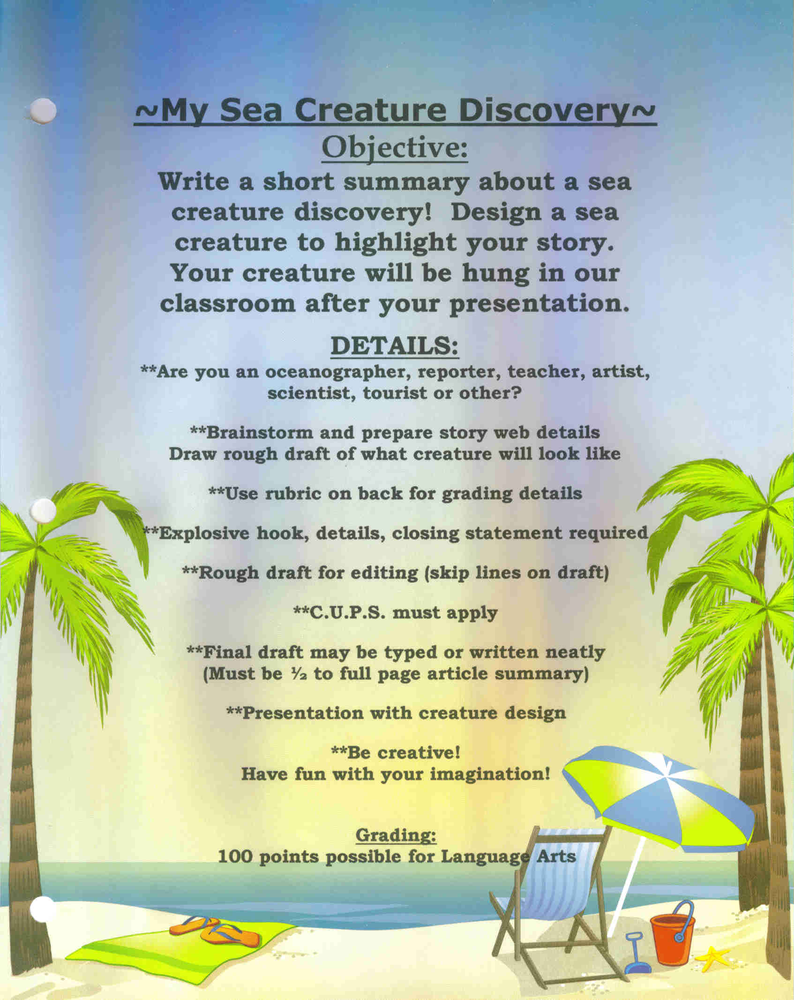 ~My Sea Creature Discovery~
Objective:
Write a short summary about a sea
creature discovery!  Design a sea
creature to highlight your story.
Your creature will be hung in our
classroom after your presentation.
DETAILS:
**Are you an oceanographer, reporter, teacher, artist,
scientist, tourist or other?
**Brainstorm and prepare story web details
Draw rough draft of what creature will look like
**Use rubric on back for grading details
**Explosive hook, details, closing statement required
**Rough draft for editing (skip lines on draft)
**C.U.P.S. must apply
**Final draft may be typed or written neatly
(Must be ½ to full page article summary)
**Presentation with creature design
**Be creative!
Have fun with your imagination!
Grading:
100 points possible for Language Arts